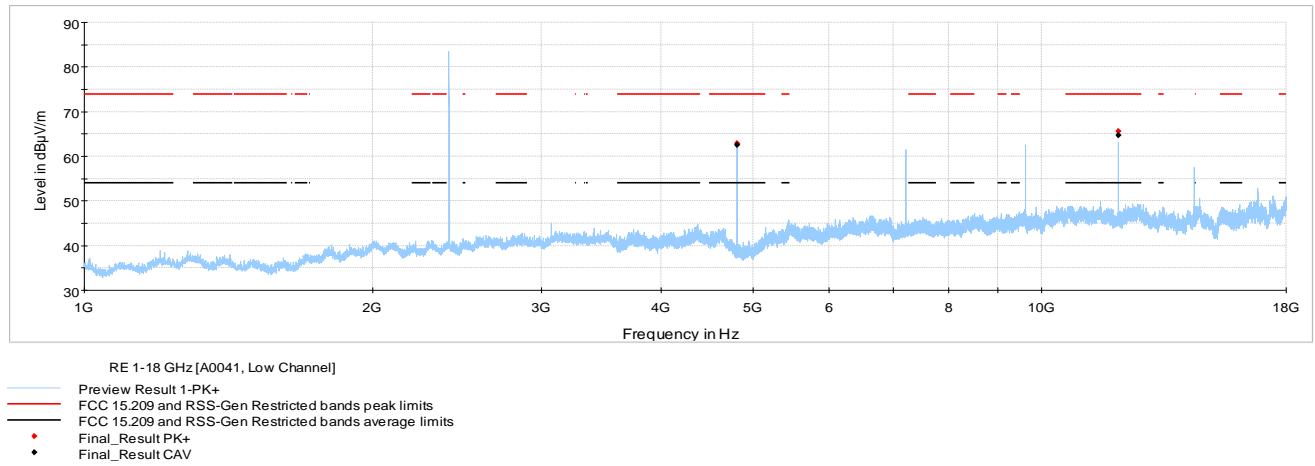 90
80
70
60
50
40
30
Level in dBµV/m
1G
2G
3G
4G
5G
6
8
10G
18G
Frequency in Hz
RE 1-18 GHz [A0041, Low Channel]
Preview Result 1-PK+
FCC 15.209 and RSS-Gen Restricted bands peak limits
FCC 15.209 and RSS-Gen Restricted bands average limits
Final_Result PK+
Final_Result CAV